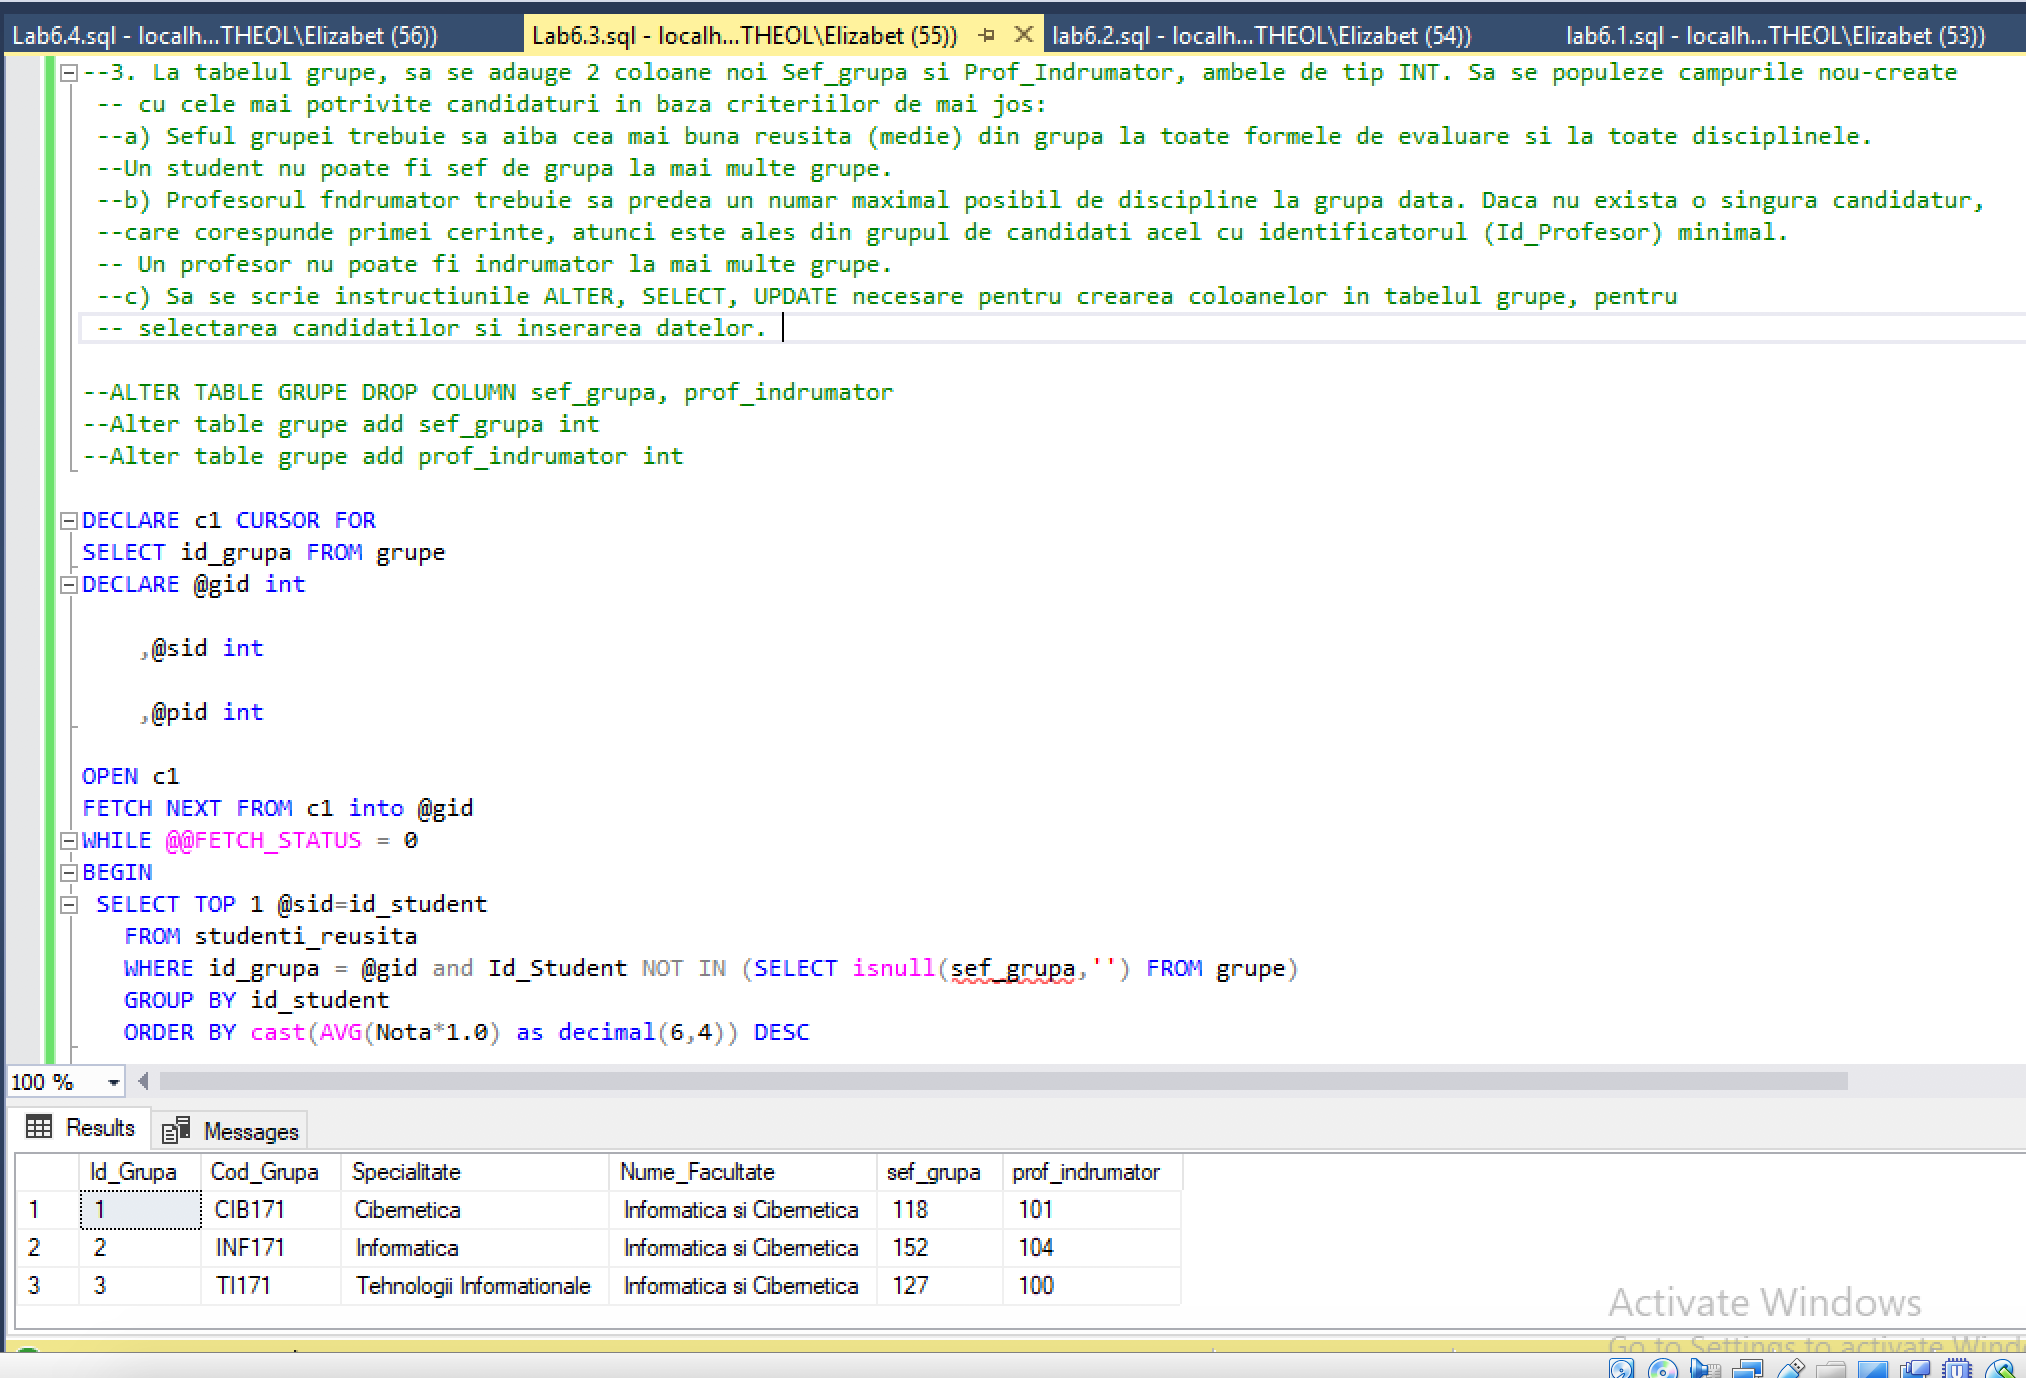 Lab6.4.sql - localh...THEOL\Elizabet (56))
Lab6.3.sql - localh...THEOL\Elizabet (55))
lab6.2.sql - localh...THEOL\Elizabet (54))
lab6.1.sql - localh...THEOL\Elizabet (53))
--3. La tabelul grupe, sa se adauge 2 coloane noi Sef_grupa si Prof_Indrumator, ambele de tip INT. Sa se populeze campurile nou-create
-- cu cele mai potrivite candidaturi in baza criteriilor de mai jos:
--a) Seful grupei trebuie sa aiba cea mai buna reusita (medie) din grupa la toate formele de evaluare si la toate disciplinele.
--Un student nu poate fi sef de grupa la mai multe grupe.
--b) Profesorul fndrumator trebuie sa predea un numar maximal posibil de discipline la grupa data. Daca nu exista o singura candidatur,
--care corespunde primei cerinte, atunci este ales din grupul de candidati acel cu identificatorul (Id_Profesor) minimal.
-- Un profesor nu poate fi indrumator la mai multe grupe.
--c) Sa se scrie instructiunile ALTER, SELECT, UPDATE necesare pentru crearea coloanelor in tabelul grupe, pentru
-- selectarea candidatilor si inserarea datelor.
--ALTER TABLE GRUPE DROP COLUMN sef_grupa, prof_indrumator
--Alter table grupe add sef_grupa int
--Alter table grupe add prof_indrumator int
DECLARE c1 CURSOR FOR
SELECT id_grupa FROM grupe
DECLARE @gid int
,@sid int
,@pid int
OPEN c1
FETCH NEXT FROM c1 into @gid
WHILE @@FETCH_STATUS = 0
BEGIN
SELECT TOP 1 @sid=id_student
FROM studenti_reusita
WHERE id_grupa = @gid and Id_Student NOT IN (SELECT isnull(sef_grupa,'') FROM grupe)
GROUP BY id_student
ORDER BY cast(AVG(Nota*1.0) as decimal(6,4)) DESC
100 %
Results Messages
Id_Grupa Cod_Grupa Specialitate Nume_Facultate sef_grupa prof_indrumator
1 1 CIB171 Cibernetica Informatica si Cibernetica 118 101
2 2 INF171 Informatica Informatica si Cibernetica 152 104
3 3 TI171 Tehnologii Informationale Informatica si Cibernetica 127 100
Activate Windows
Go to Settings to activate Wind